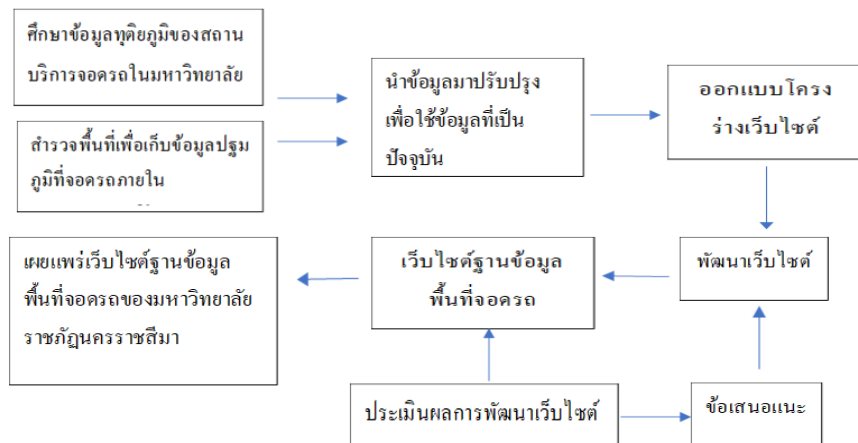 ศึกษาข้อมูลทุติยภูมิของสถาน
บริการจอดรถในมหาวิทยาลัย
สำรวจพื้นที่เพื่อเก็บข้อมูลปฐม
ภูมิที่จอดรถภายใน
นำข้อมูลมาปรับปรุง
เพื่อใช้ข้อมูลที่เป็น
ปัจจุบัน
ออกแบบโครง
ร่างเว็บไซต์
พัฒนาเว็บไซต์
เว็บไซต์ฐานข้อมูล
พื้นที่จอดรถ
เผยแพร่เว็บไซต์ฐานข้อมูล
พื้นที่จอดรถของมหาวิทยาลัย
ราชภัฏนครราชสีมา
ประเมินผลการพัฒนาเว็บไซต์
ข้อเสนอแนะ